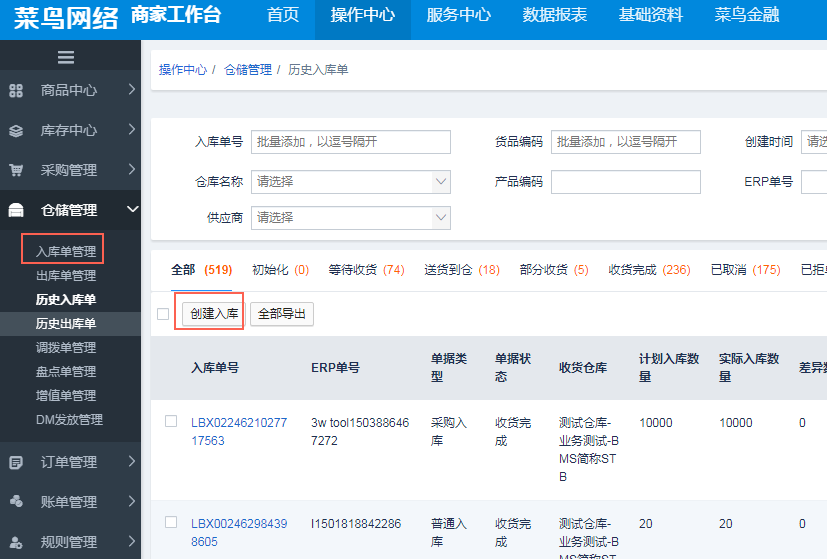 菜鸟网络 商家工作台 首页 操作中心 服务中心 数据报表 基础资料 菜鸟金融
商品中心
库存中心
采购管理
仓储管理
入库单管理
出库单管理
历史入库单
历史出库单
调拨单管理
盘点单管理
增值单管理
DM发放管理
订单管理
账单管理
规则管理
操作中心 / 仓储管理 / 历史入库单
入库单号 批量添加，以逗号隔开 货品编码 批量添加，以逗号隔开 创建时间 请选
仓库名称 请选择 产品编码 ERP单号
供应商 请选择
全部 (519) 初始化 (0) 等待收货 (74) 送货到仓 (18) 部分收货 (5) 收货完成 (236) 已取消 (175) 已拒
创建入库 全部导出
入库单号 ERP单号 单据类型 单据状态 收货仓库 计划入库数量 实际入库数量 差异数
LBX02246210277 3w tool150388646 采购入 收货完 测试仓库- 10000 10000 0
17563 7272 库 成 业务测试-B
MS简称ST
B
LBX00246298439 I1501818842286 普通入 收货完 测试仓库- 20 20 0
8605 库 成 业务测试-B
MS简称ST